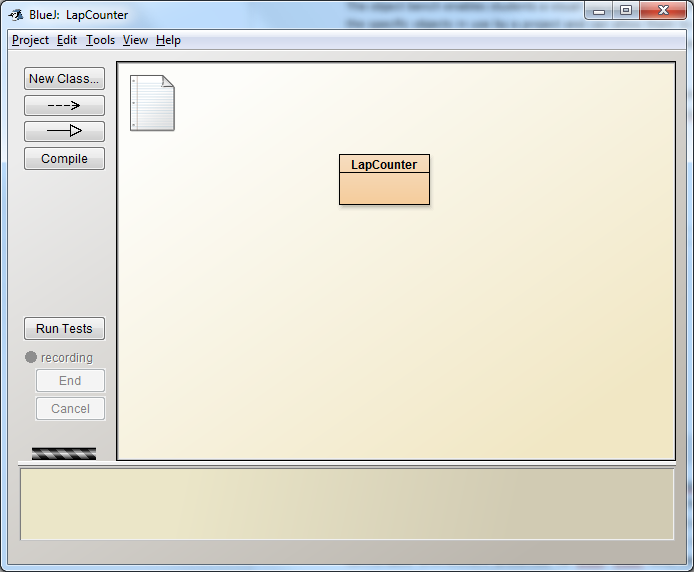 BlueJ: LapCounter
Project Edit Tools View Help
New Class...
LapCounter
Compile
Run Tests
recording
End
Cancel